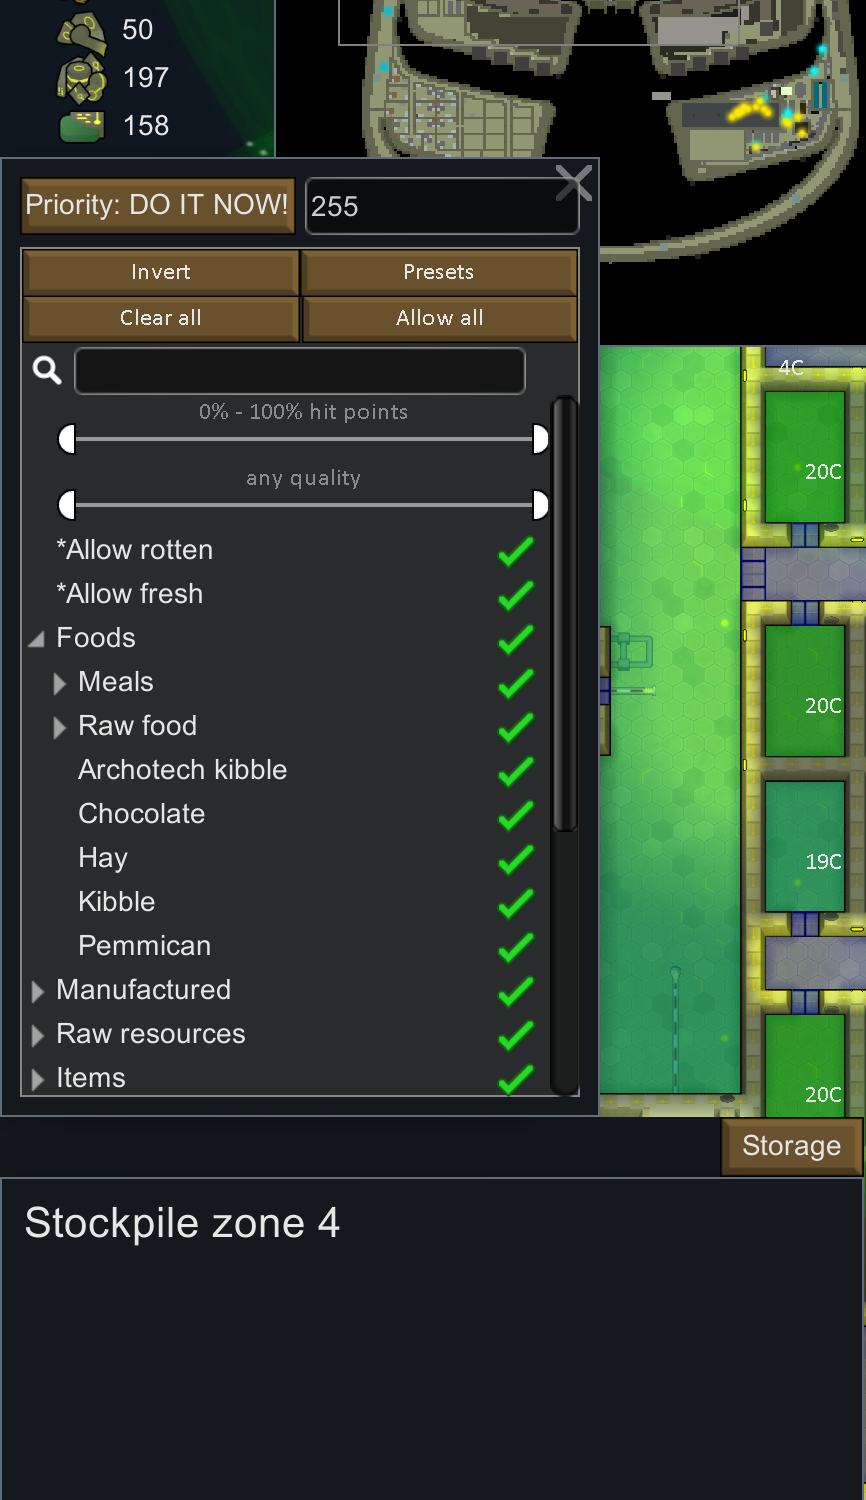 50
197
158
Priority: DO IT NOW!
255
Invert
Presets
Clear all
Allow all
0% - 100% hit points
any quality
*Allow rotten
*Allow fresh
Foods
Meals
Raw food
Archotech kibble
Chocolate
Hay
Kibble
Pemmican
Manufactured
Raw resources
Items
4C
20C
20C
19C
20C
Storage
Stockpile zone 4